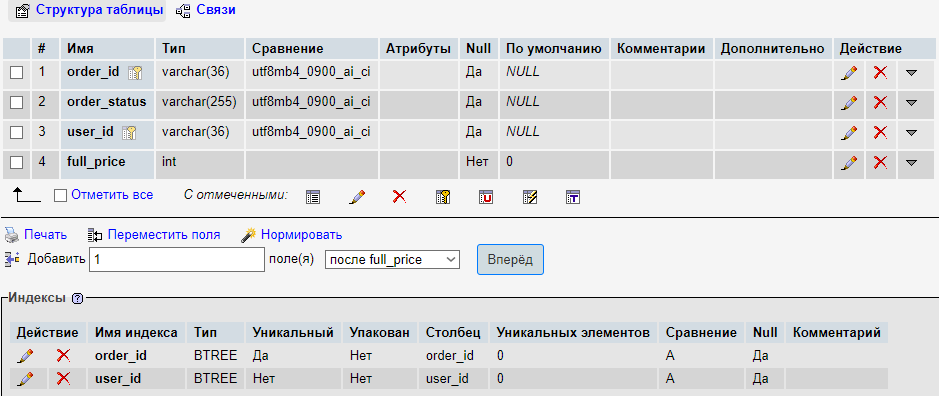 Структура таблицы Связи
# Имя Тип Сравнение Атрибуты Null По умолчанию Комментарии Дополнительно Действие
1 order_id varchar(36) utf8mb4_0900_ai_ci Да NULL
2 order_status varchar(255) utf8mb4_0900_ai_ci Да NULL
3 user_id varchar(36) utf8mb4_0900_ai_ci Да NULL
4 full_price int Нет 0
Отметить все С отмеченными:
Печать Переместить поля Нормировать
Добавить 1 поле(я) после full_price Вперёд
Индексы
Действие Имя индекса Тип Уникальный Упакован Столбец Уникальных элементов Сравнение Null Комментарий
order_id BTREE Да Нет order_id 0 A Да
user_id BTREE Нет Нет user_id 0 A Да